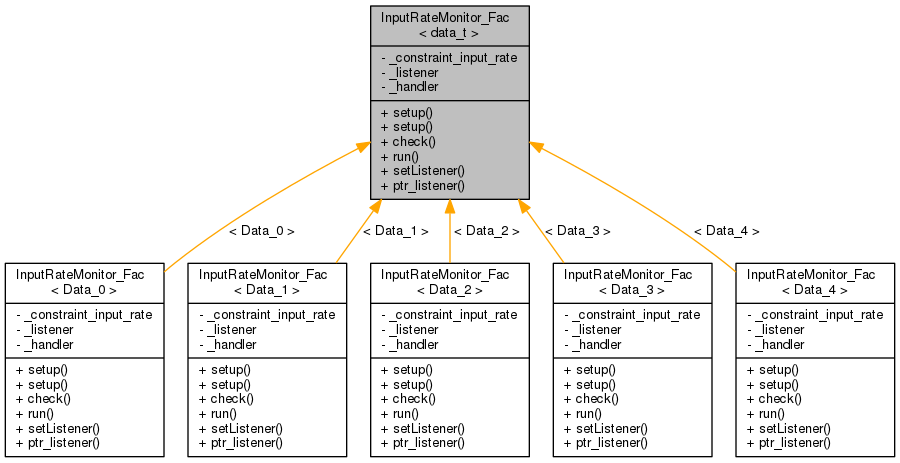 InputRateMonitor_Fac
< data_t >
- _constraint_input_rate
- _listener
- _handler
+ setup()
+ setup()
+ check()
+ run()
+ setListener()
+ ptr_listener()
< Data_0 >
< Data_1 >
< Data_2 >
< Data_3 >
< Data_4 >
InputRateMonitor_Fac
< Data_0 >
- _constraint_input_rate
- _listener
- _handler
+ setup()
+ setup()
+ check()
+ run()
+ setListener()
+ ptr_listener()
InputRateMonitor_Fac
< Data_1 >
- _constraint_input_rate
- _listener
- _handler
+ setup()
+ setup()
+ check()
+ run()
+ setListener()
+ ptr_listener()
InputRateMonitor_Fac
< Data_2 >
- _constraint_input_rate
- _listener
- _handler
+ setup()
+ setup()
+ check()
+ run()
+ setListener()
+ ptr_listener()
InputRateMonitor_Fac
< Data_3 >
- _constraint_input_rate
- _listener
- _handler
+ setup()
+ setup()
+ check()
+ run()
+ setListener()
+ ptr_listener()
InputRateMonitor_Fac
< Data_4 >
- _constraint_input_rate
- _listener
- _handler
+ setup()
+ setup()
+ check()
+ run()
+ setListener()
+ ptr_listener()